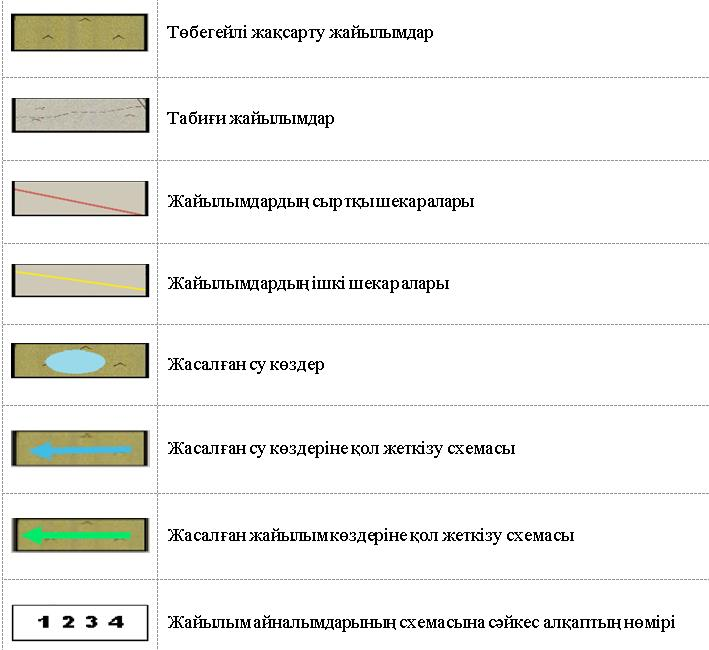 Төбегейлі жақсарту жайылымдар
Табиғи жайылымдар
Жайылымдардың сыртқы шекаралары
Жайылымдардың ішкі шекаралары
Жасалған су көздер
Жасалған су көздеріне қол жеткізу схемасы
Жасалған жайылым көздеріне қол жеткізу схемасы
1 2 3 4 Жайылым айналымдарының схемасына сәйкес алқаптың нөмірі